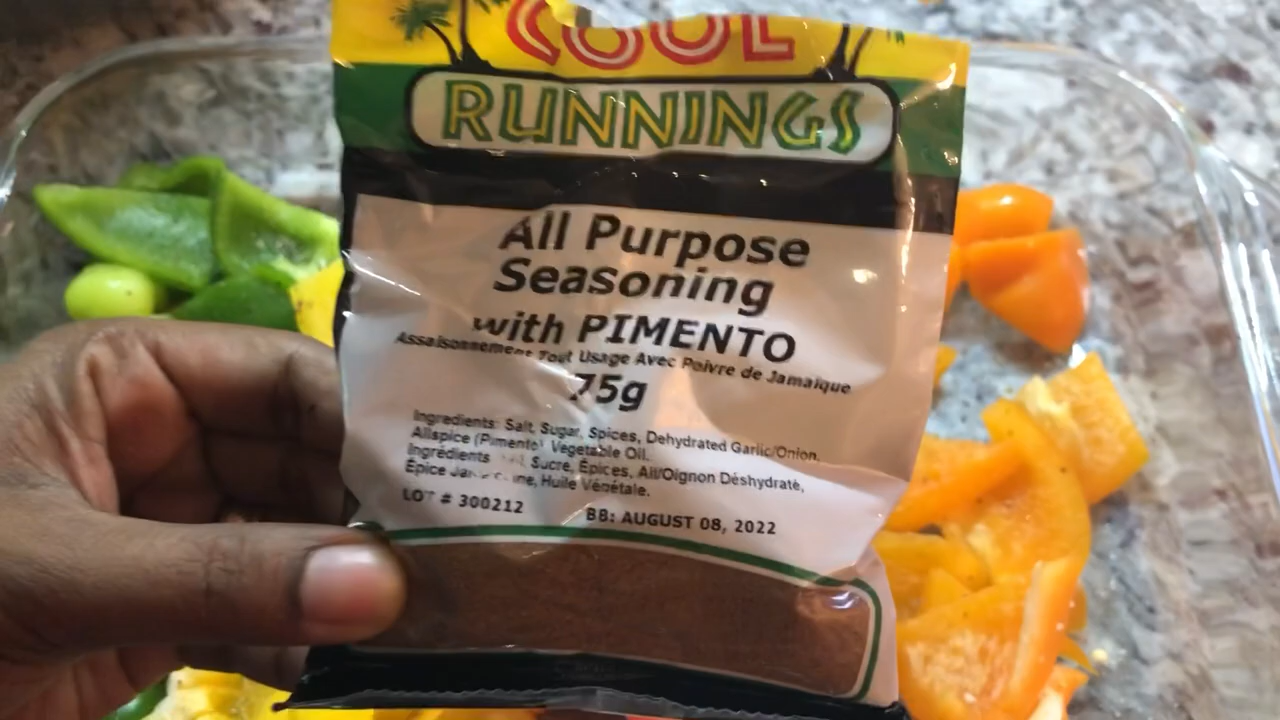 COOL
RUNNINGS
All Purpose
Seasoning
with PIMENTO
Assaisonnement Tout Usage Avec Poivre de Jamaique
75g
Ingredients: Salt, Sugar, Spices, Dehydrated Garlic/Onion,
Allspice (Pimento) Vegetable Oil.
Ingrédients Sucre, Épices, Ail/Oignon Déshydraté,
Épice Huile Végétale.
LOT # 300212
BB: AUGUST 08, 2022